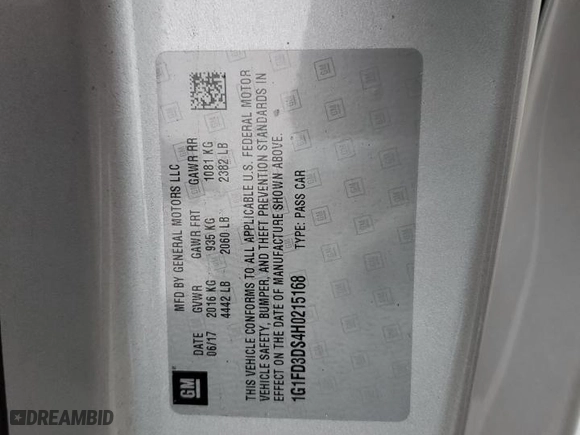 MFD BY GENERAL MOTORS LLC
DATE GVWR GAWR FRT GAWR RR
06/17 2016 KG 935 KG 1081 KG
4442 LB 2060 LB 2382 LB
THIS VEHICLE CONFORMS TO ALL APPLICABLE U.S. FEDERAL MOTOR
VEHICLE SAFETY, BUMPER, AND THEFT PREVENTION STANDARDS IN
EFFECT ON THE DATE OF MANUFACTURE SHOWN ABOVE.
1G1FD3DS4H0215168 TYPE: PASS CAR
GM
DREAMBID